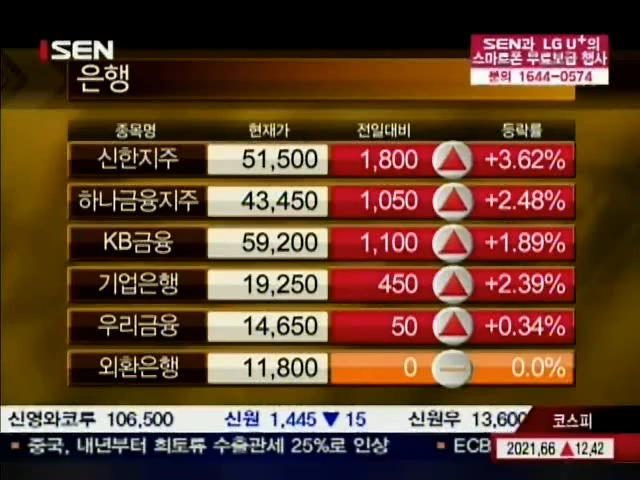 SEN
SEN과 LG U+의
스마트폰 무료보급 행사
문의 1644-0574
은행
종목명 현재가 전일대비 등락률
신한지주 51,500 1,800 +3.62%
하나금융지주 43,450 1,050 +2.48%
KB금융 59,200 1,100 +1.89%
기업은행 19,250 450 +2.39%
우리금융 14,650 50 +0.34%
외환은행 11,800 0 0.0%
신영와코루 106,500 신원 1,445 ▼ 15 신원우 13,600 코스피
중국, 내년부터 희토류 수출관세 25%로 인상 ECB 2021,66 ▲12,42